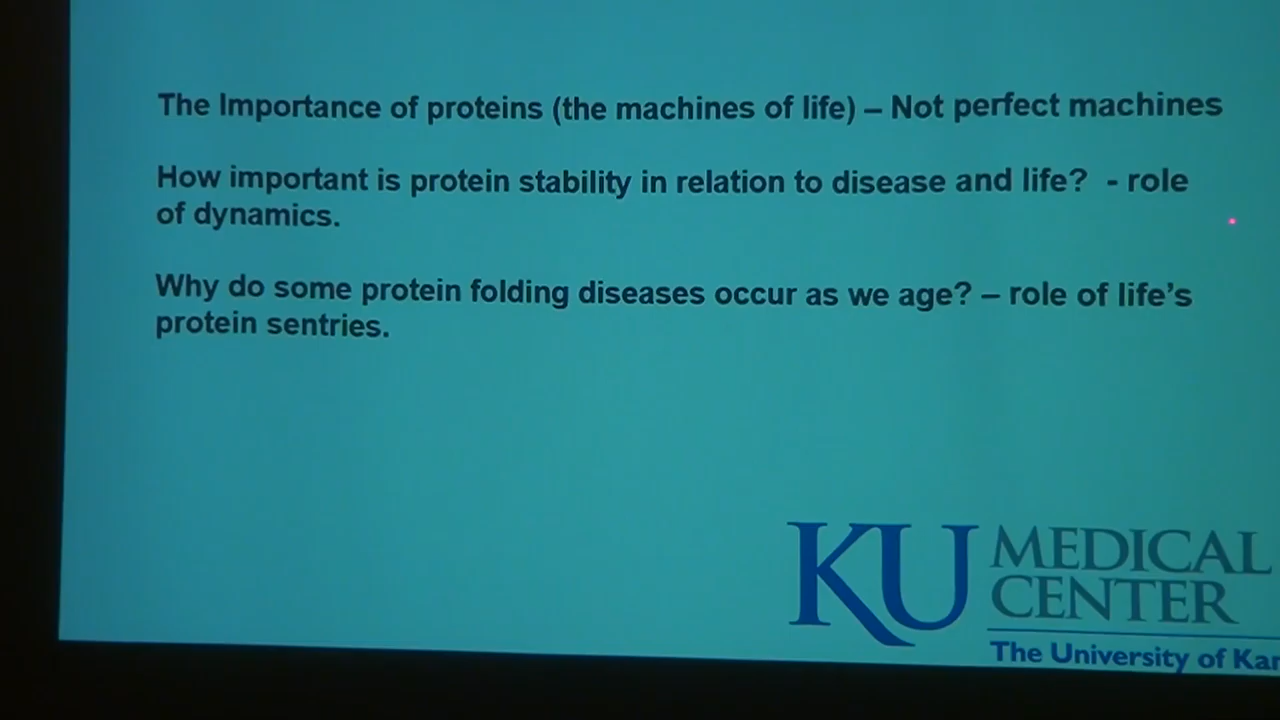 The Importance of proteins (the machines of life) – Not perfect machines
How important is protein stability in relation to disease and life?  - role
of dynamics.
Why do some protein folding diseases occur as we age? – role of life’s
protein sentries.
KU MEDICAL
CENTER
The University of Kan